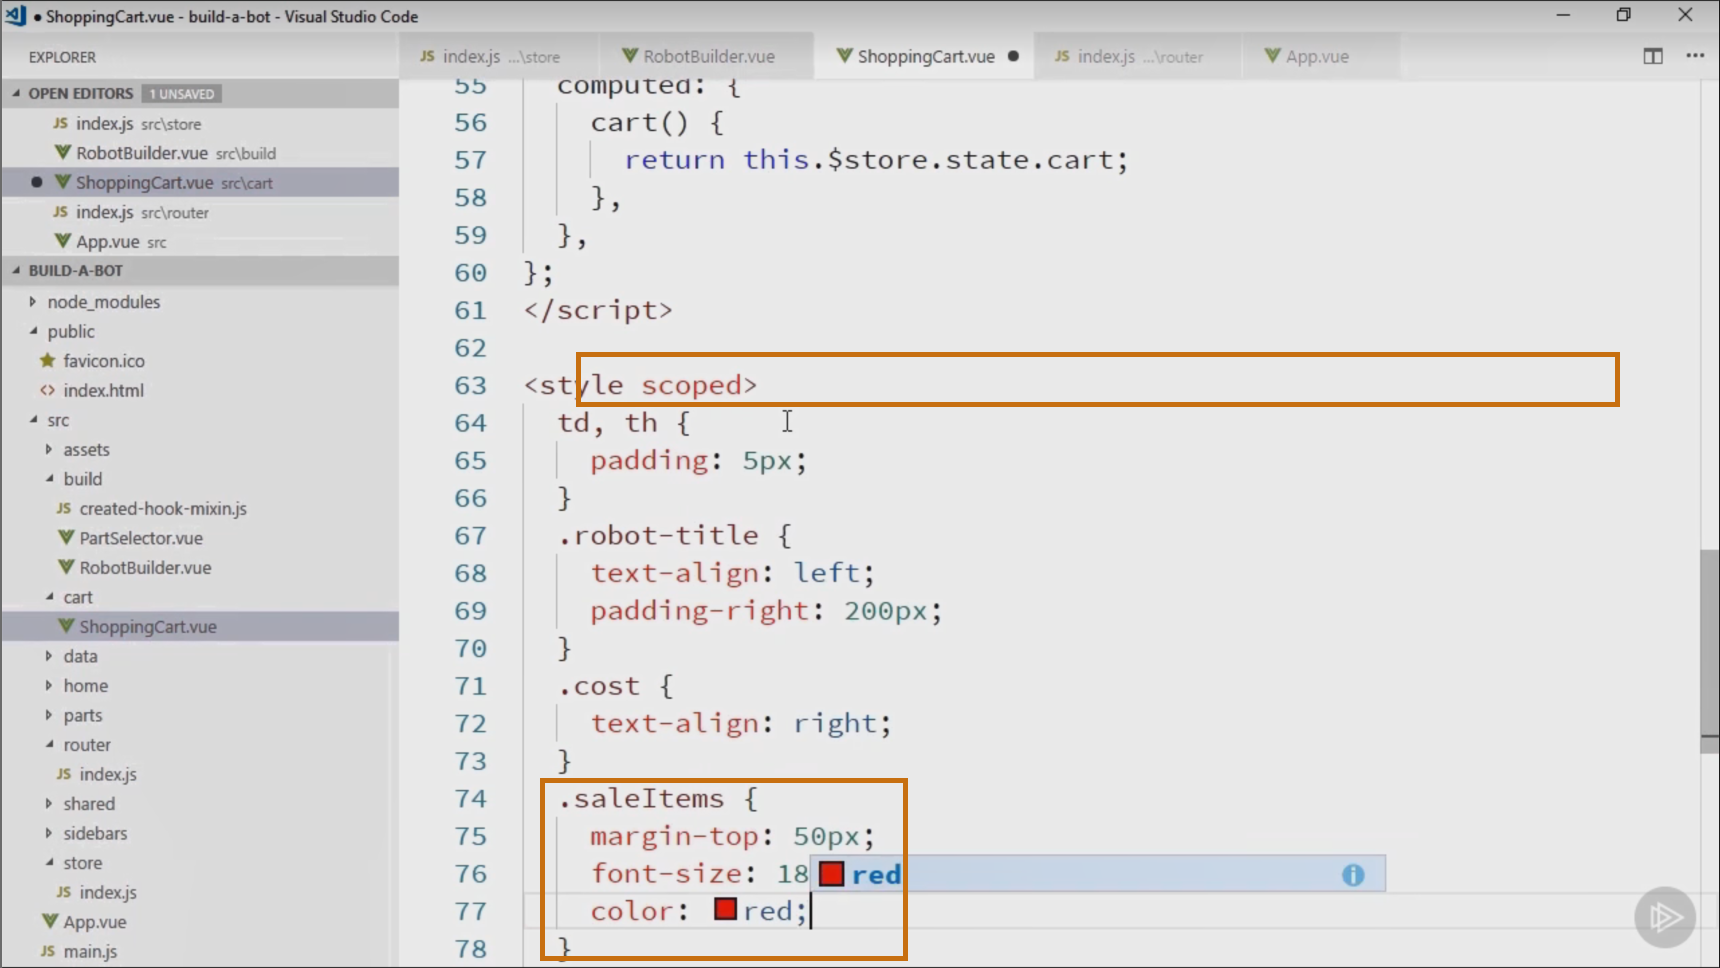 ShoppingCart.vue - build-a-bot - Visual Studio Code
EXPLORER
JS index.js ...\store
RobotBuilder.vue
ShoppingCart.vue
JS index.js ...\router
App.vue
OPEN EDITORS 1 UNSAVED
JS index.js src\store
RobotBuilder.vue src\build
ShoppingCart.vue src\cart
JS index.js src\router
App.vue src
BUILD-A-BOT
node_modules
public
favicon.ico
<> index.html
src
assets
build
JS created-hook-mixin.js
PartSelector.vue
RobotBuilder.vue
cart
ShoppingCart.vue
data
home
parts
router
JS index.js
shared
sidebars
store
JS index.js
App.vue
JS main.js
55 computed: {
56 cart() {
57 return this.$store.state.cart;
58 },
59 },
60 };
61 </script>
62
63 <style scoped>
64 td, th {
65 padding: 5px;
66 }
67 .robot-title {
68 text-align: left;
69 padding-right: 200px;
70 }
71 .cost {
72 text-align: right;
73 }
74 .saleItems {
75 margin-top: 50px;
76 font-size: 18
red
77 color: red;
78 }